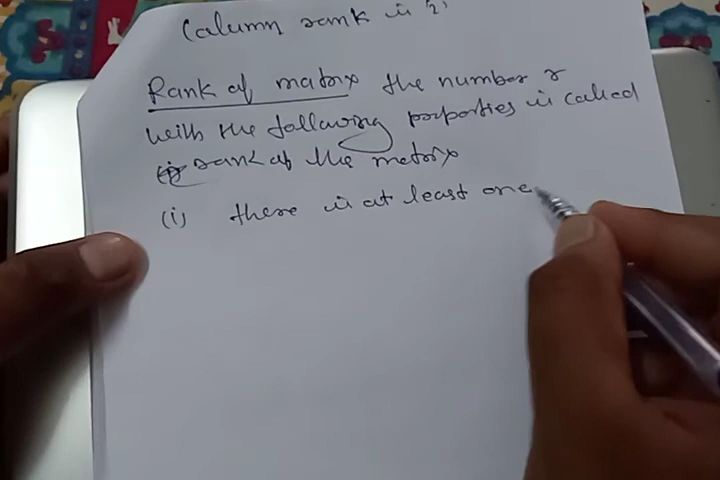 Column rank is 2)
Rank of matrix the number r
with the following properties is called
rank of the matrix
(i) there is at least one